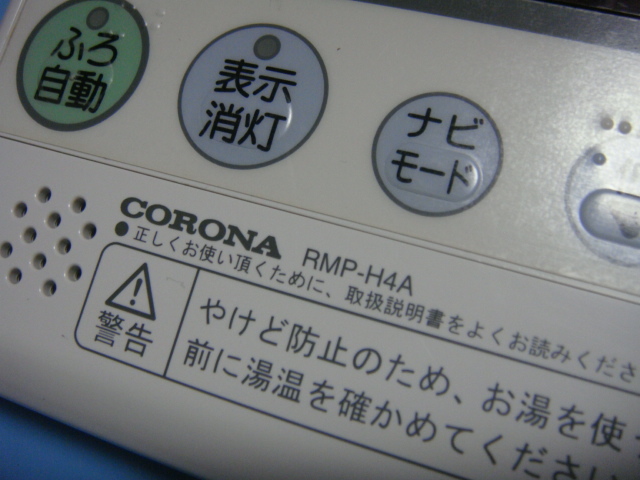 ふろ
自動
表示
消灯
ナビ
モード
CORONA RMP-H4A
●正しくお使い頂くために、取扱説明書をよくお読みくださ
警告
やけど防止のため、お湯を使
前に湯温を確かめてください